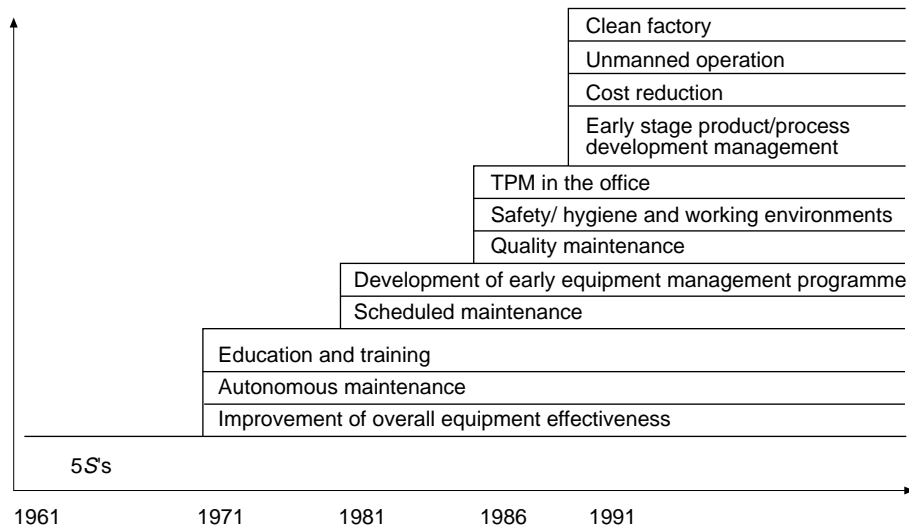 Clean factory
Unmanned operation
Cost reduction
Early stage product/process
development management
TPM in the office
Safety/ hygiene and working environments
Quality maintenance
Development of early equipment management programme
Scheduled maintenance
Education and training
Autonomous maintenance
Improvement of overall equipment effectiveness
5S's
1961 1971 1981 1986 1991